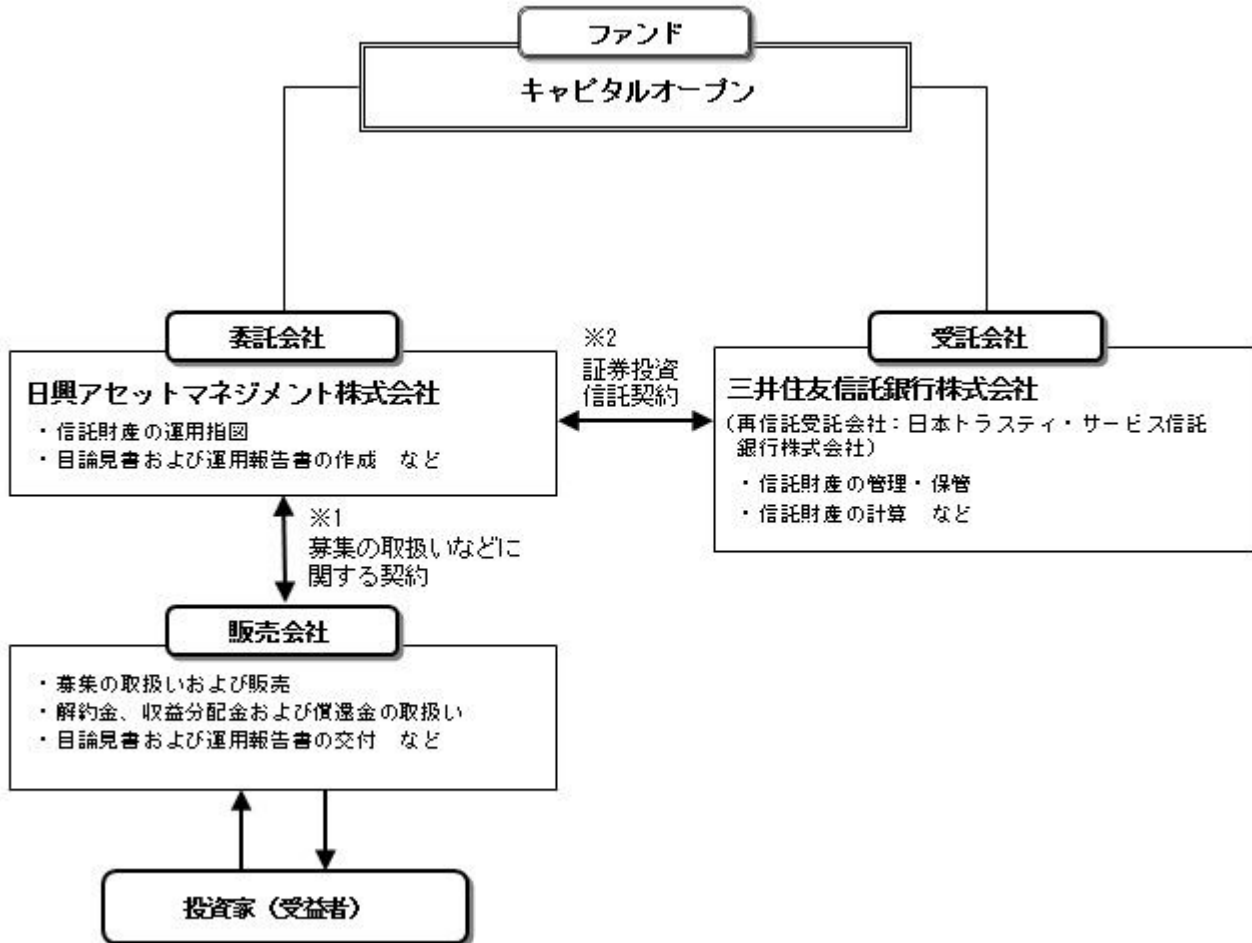 ファンド
キャピタルオープン
委託会社
日興アセットマネジメント株式会社
・信託財産の運用指図
・目論見書および運用報告書の作成　など
※2
証券投資
信託契約
受託会社
三井住友信託銀行株式会社
(再信託受託会社：日本トラスティ・サービス信託
銀行株式会社)
・信託財産の管理・保管
・信託財産の計算　など
※1
募集の取扱いなどに
関する契約
販売会社
・募集の取扱いおよび販売
・解約金、収益分配金および償還金の取扱い
・目論見書および運用報告書の交付　など
投資家（受益者）